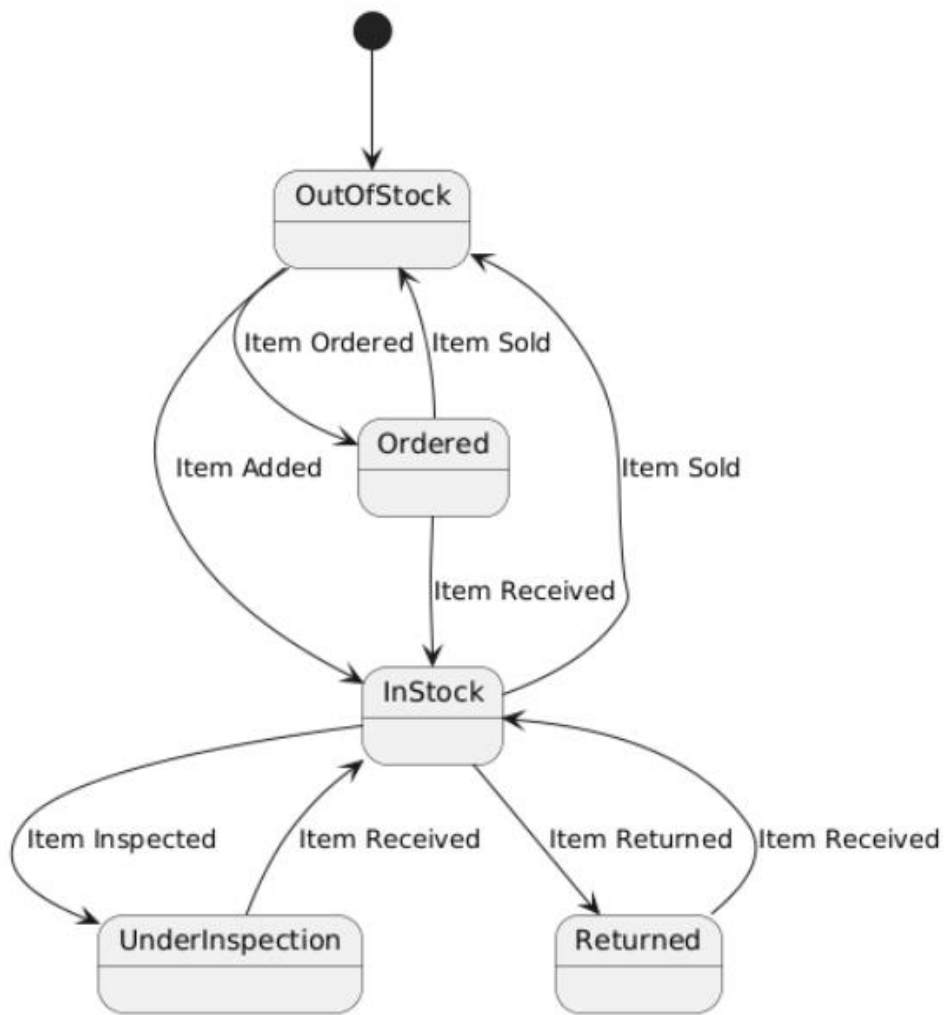 OutOfStock
Item Ordered
Item Sold
Ordered
Item Added
Item Sold
Item Received
InStock
Item Inspected
Item Received
Item Returned
Item Received
UnderInspection
Returned